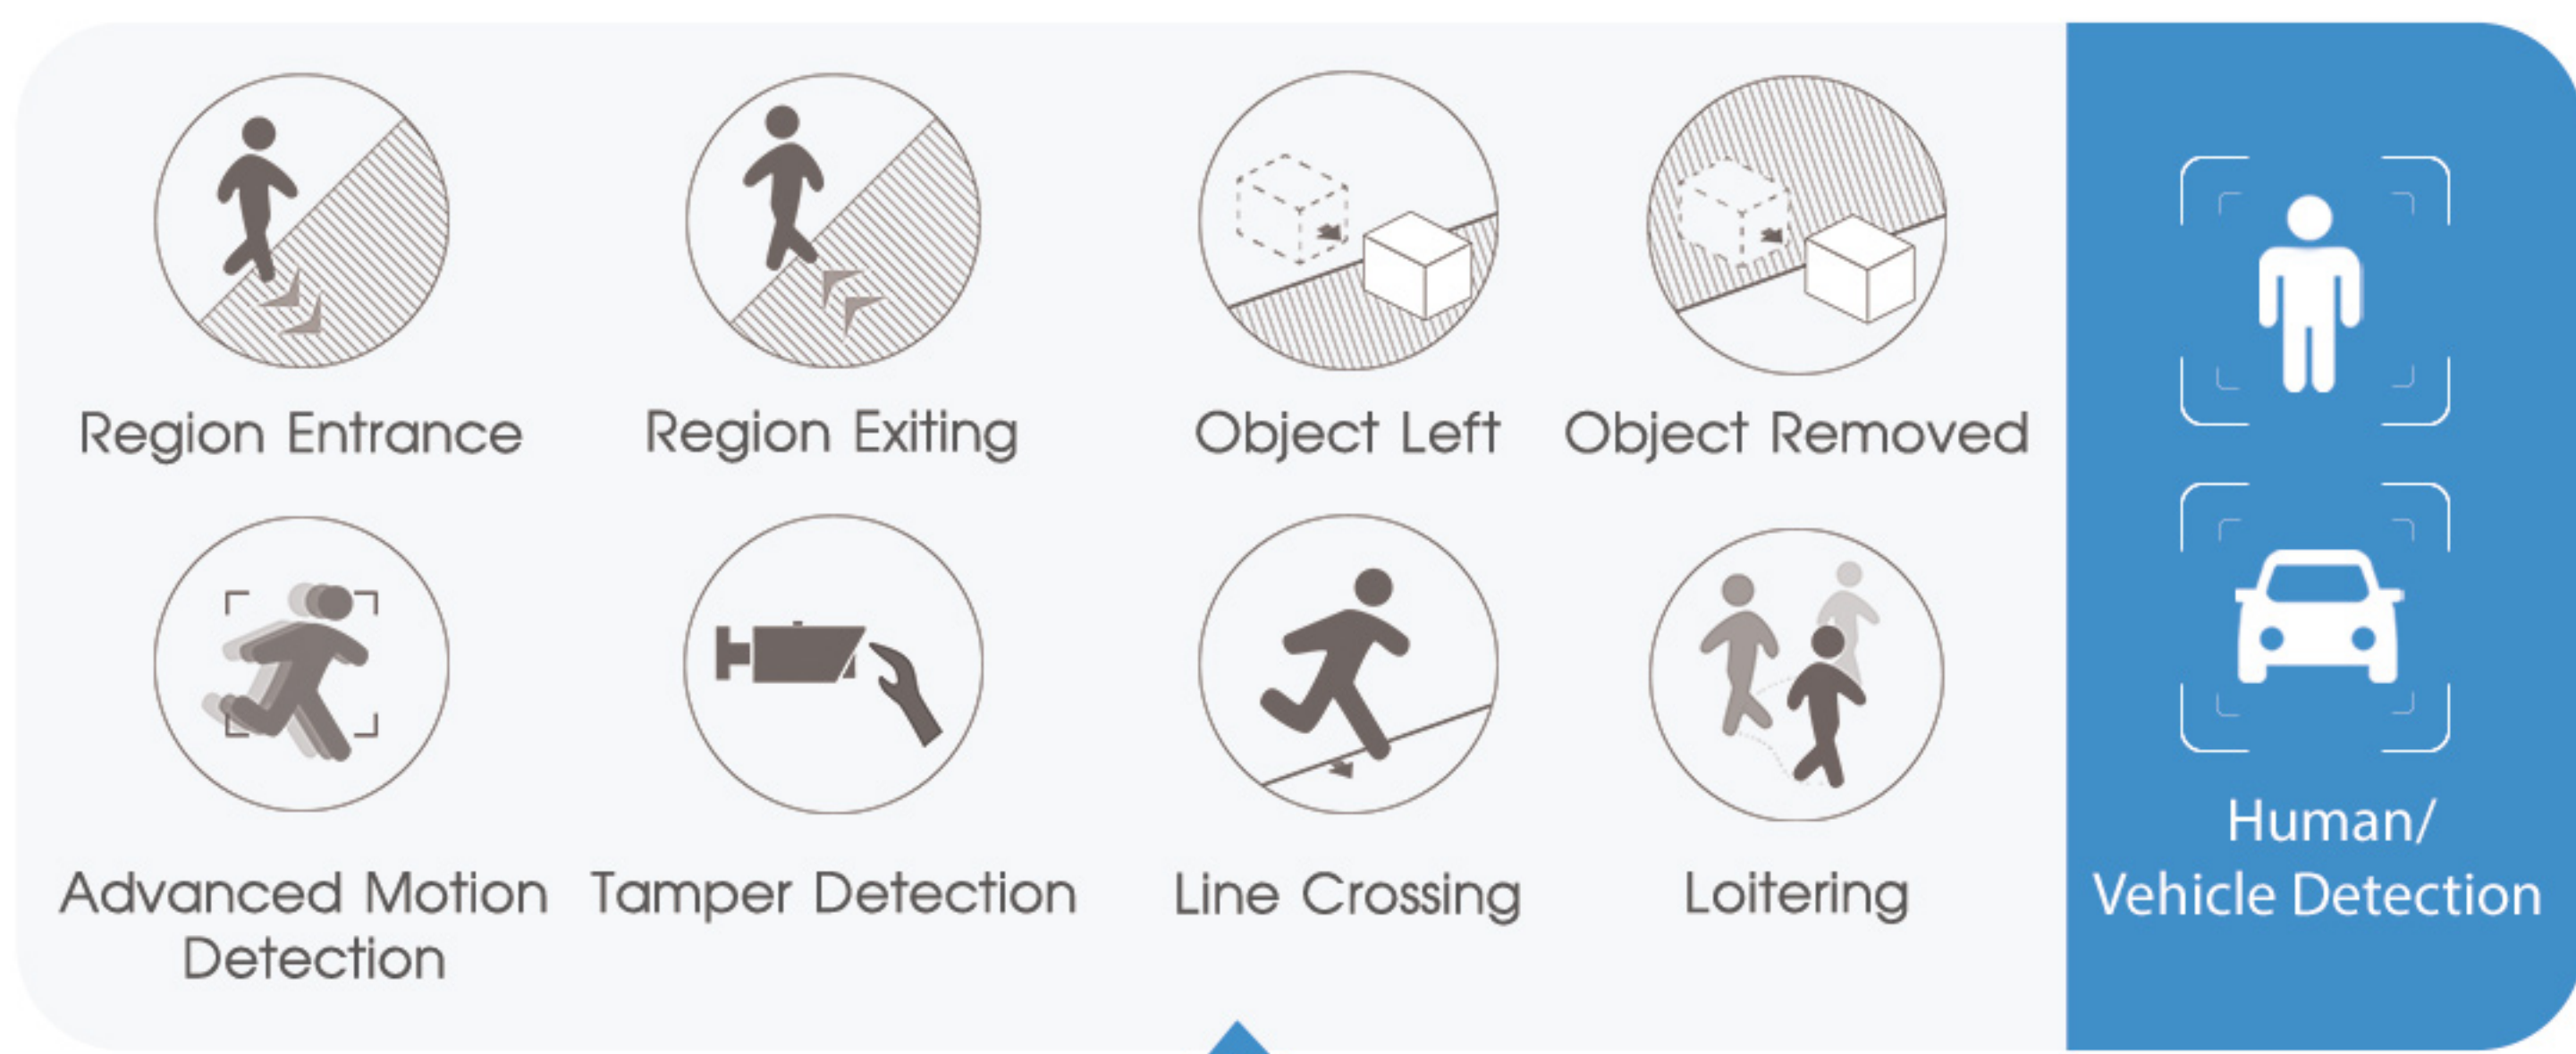 Region Entrance
Region Exiting
Object Left
Object Removed
Advanced Motion
Detection
Tamper Detection
Line Crossing
Loitering
Human/
Vehicle Detection